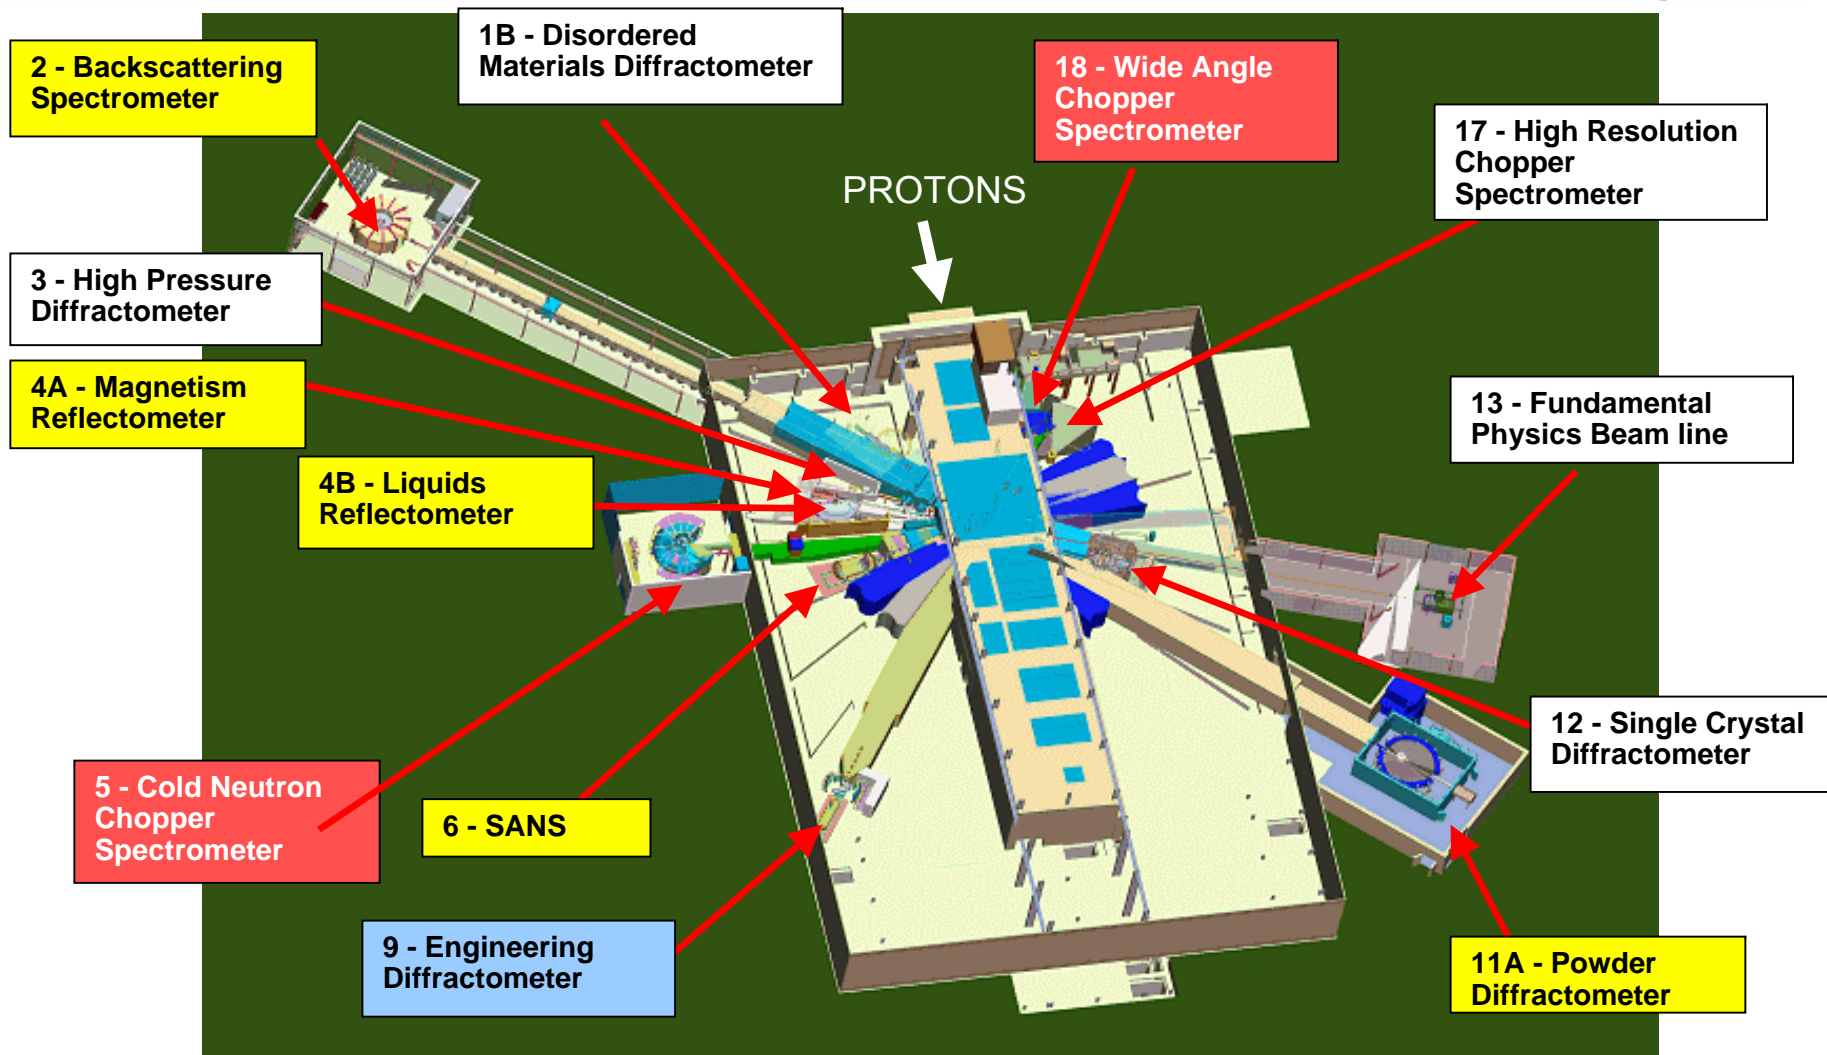 1B - Disordered
Materials Diffractometer
2 - Backscattering
Spectrometer
18 - Wide Angle
Chopper
Spectrometer
17 - High Resolution
Chopper
Spectrometer
PROTONS
3 - High Pressure
Diffractometer
4A - Magnetism
Reflectometer
13 - Fundamental
Physics Beam line
4B - Liquids
Reflectometer
12 - Single Crystal
Diffractometer
5 - Cold Neutron
Chopper
Spectrometer
6 - SANS
9 - Engineering
Diffractometer
11A - Powder
Diffractometer